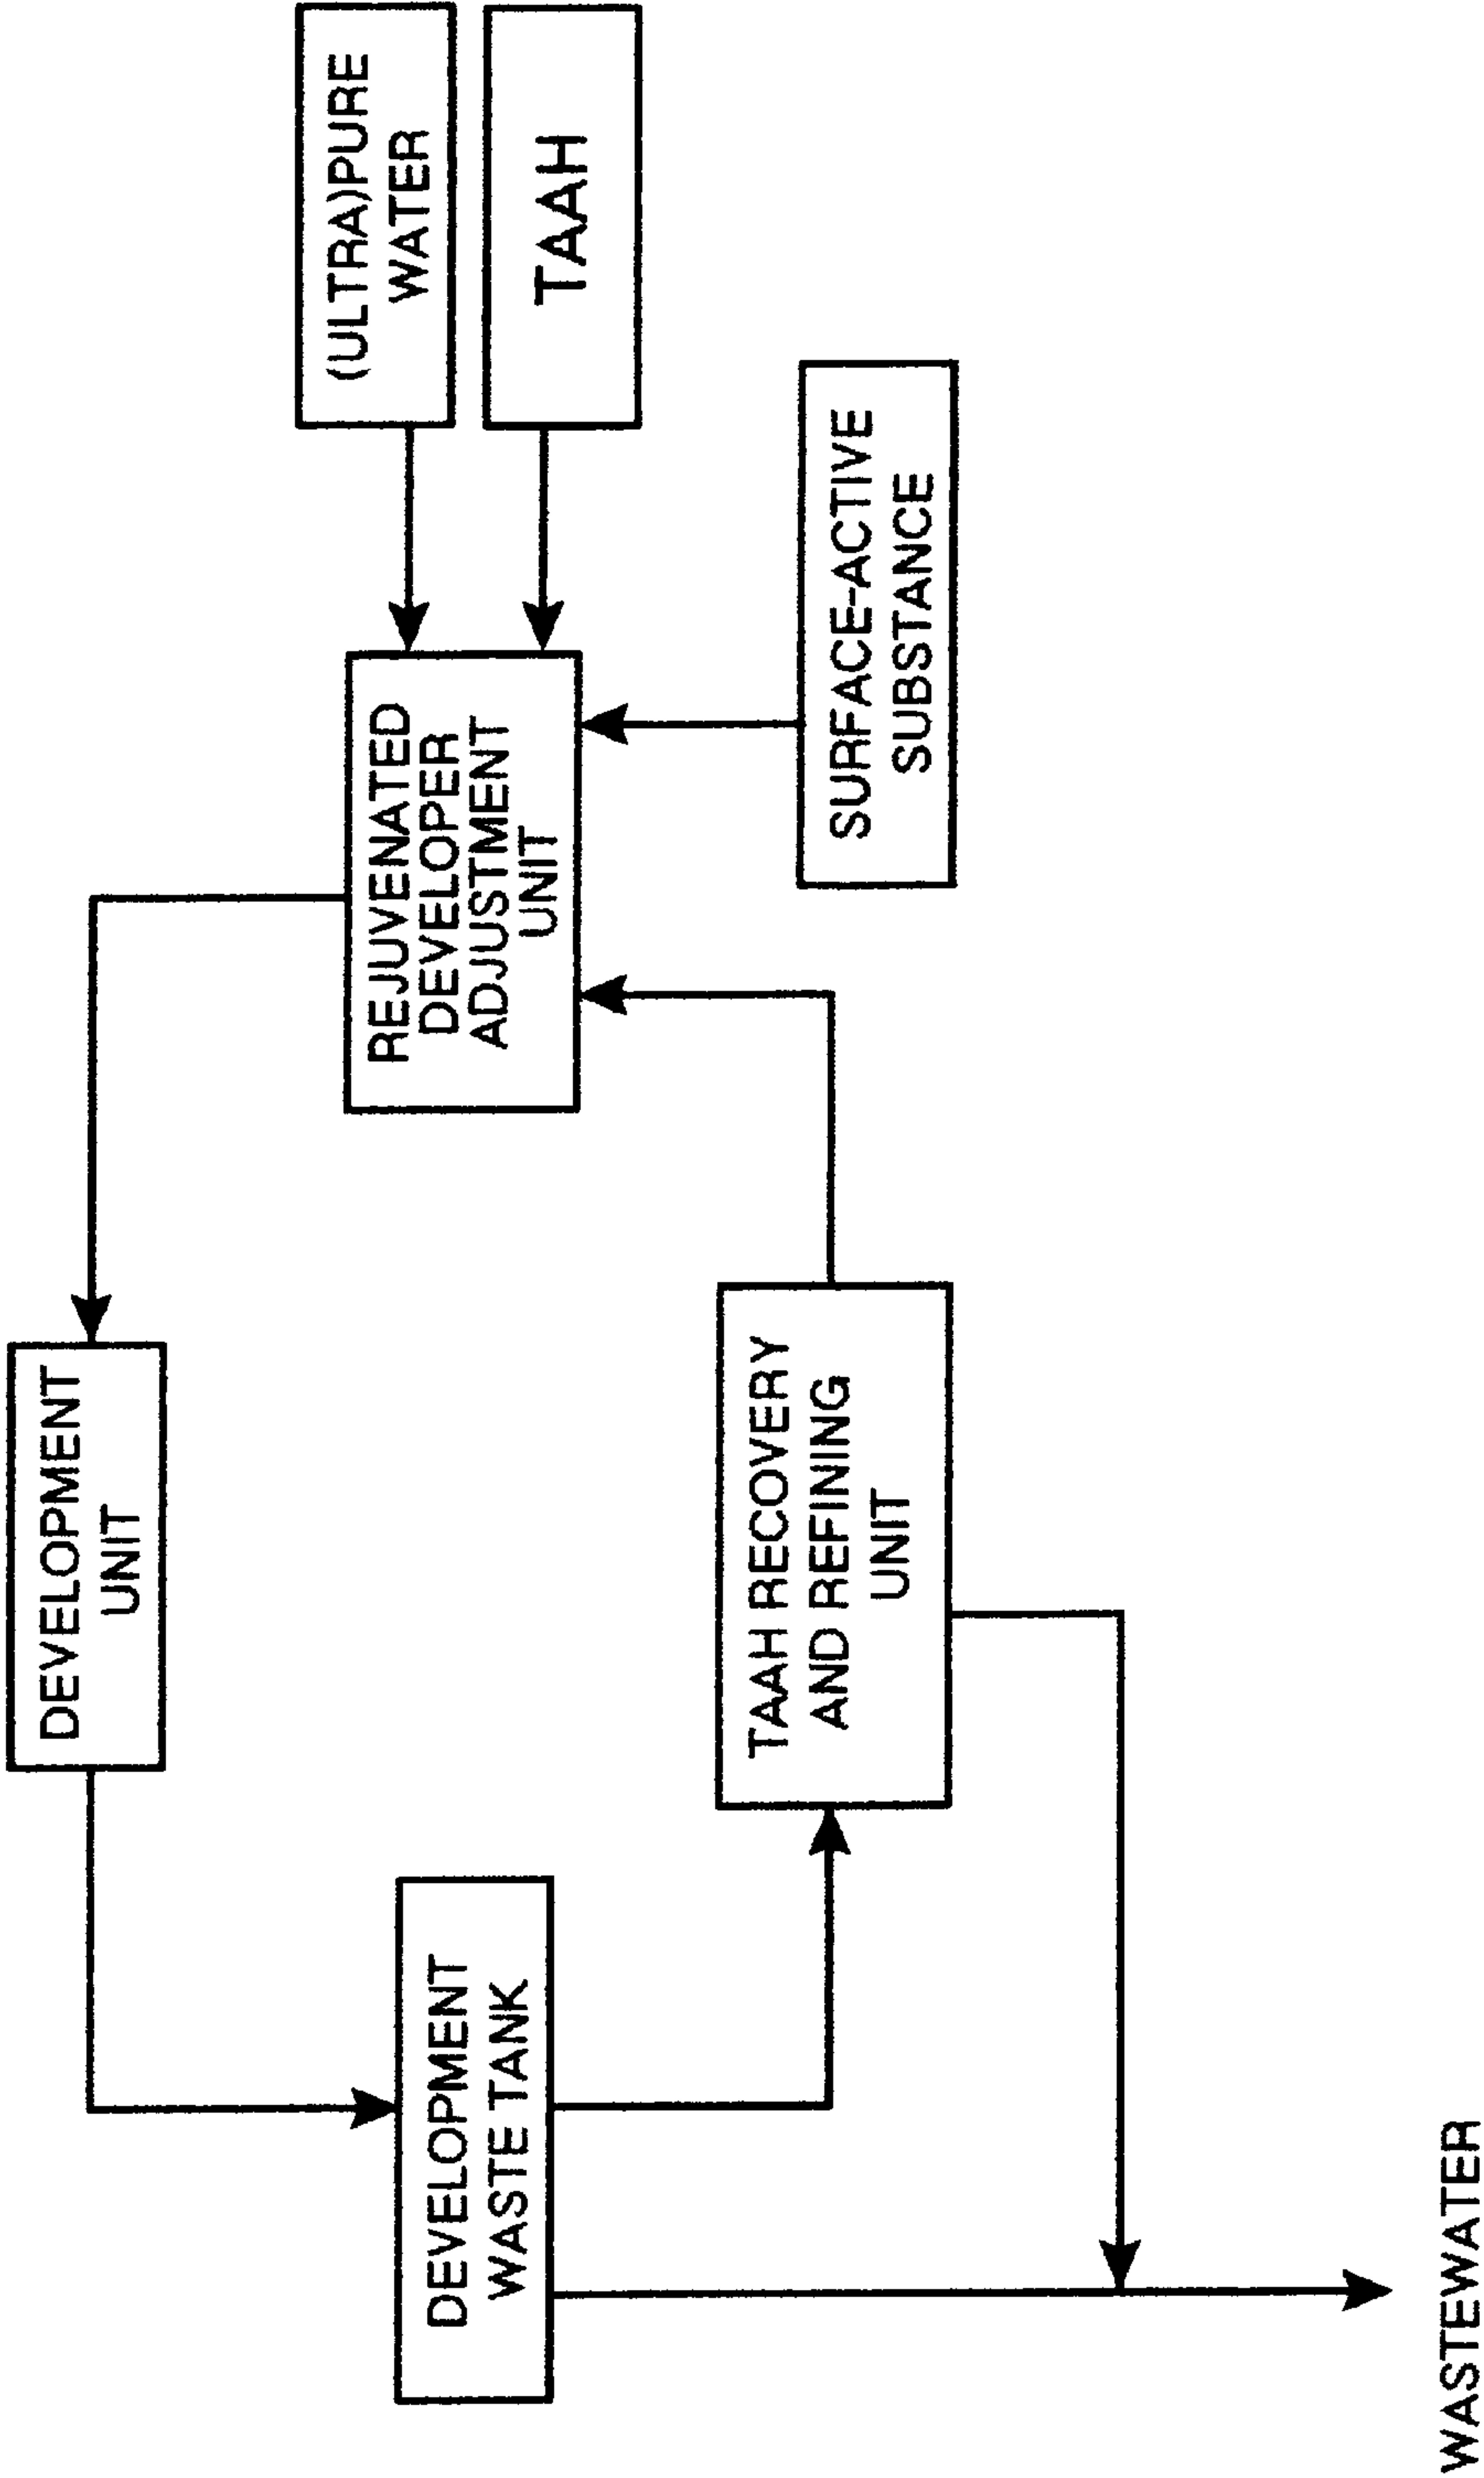 DEVELOPMENT
UNIT
DEVELOPMENT
WASTE TANK
REJUVENATED
DEVELOPER
ADJUSTMENT
UNIT
(ULTRA)PURE
WATER
TAAH
TAAH RECOVERY
AND REFINING
UNIT
SURFACE-ACTIVE
SUBSTANCE
WASTEWATER